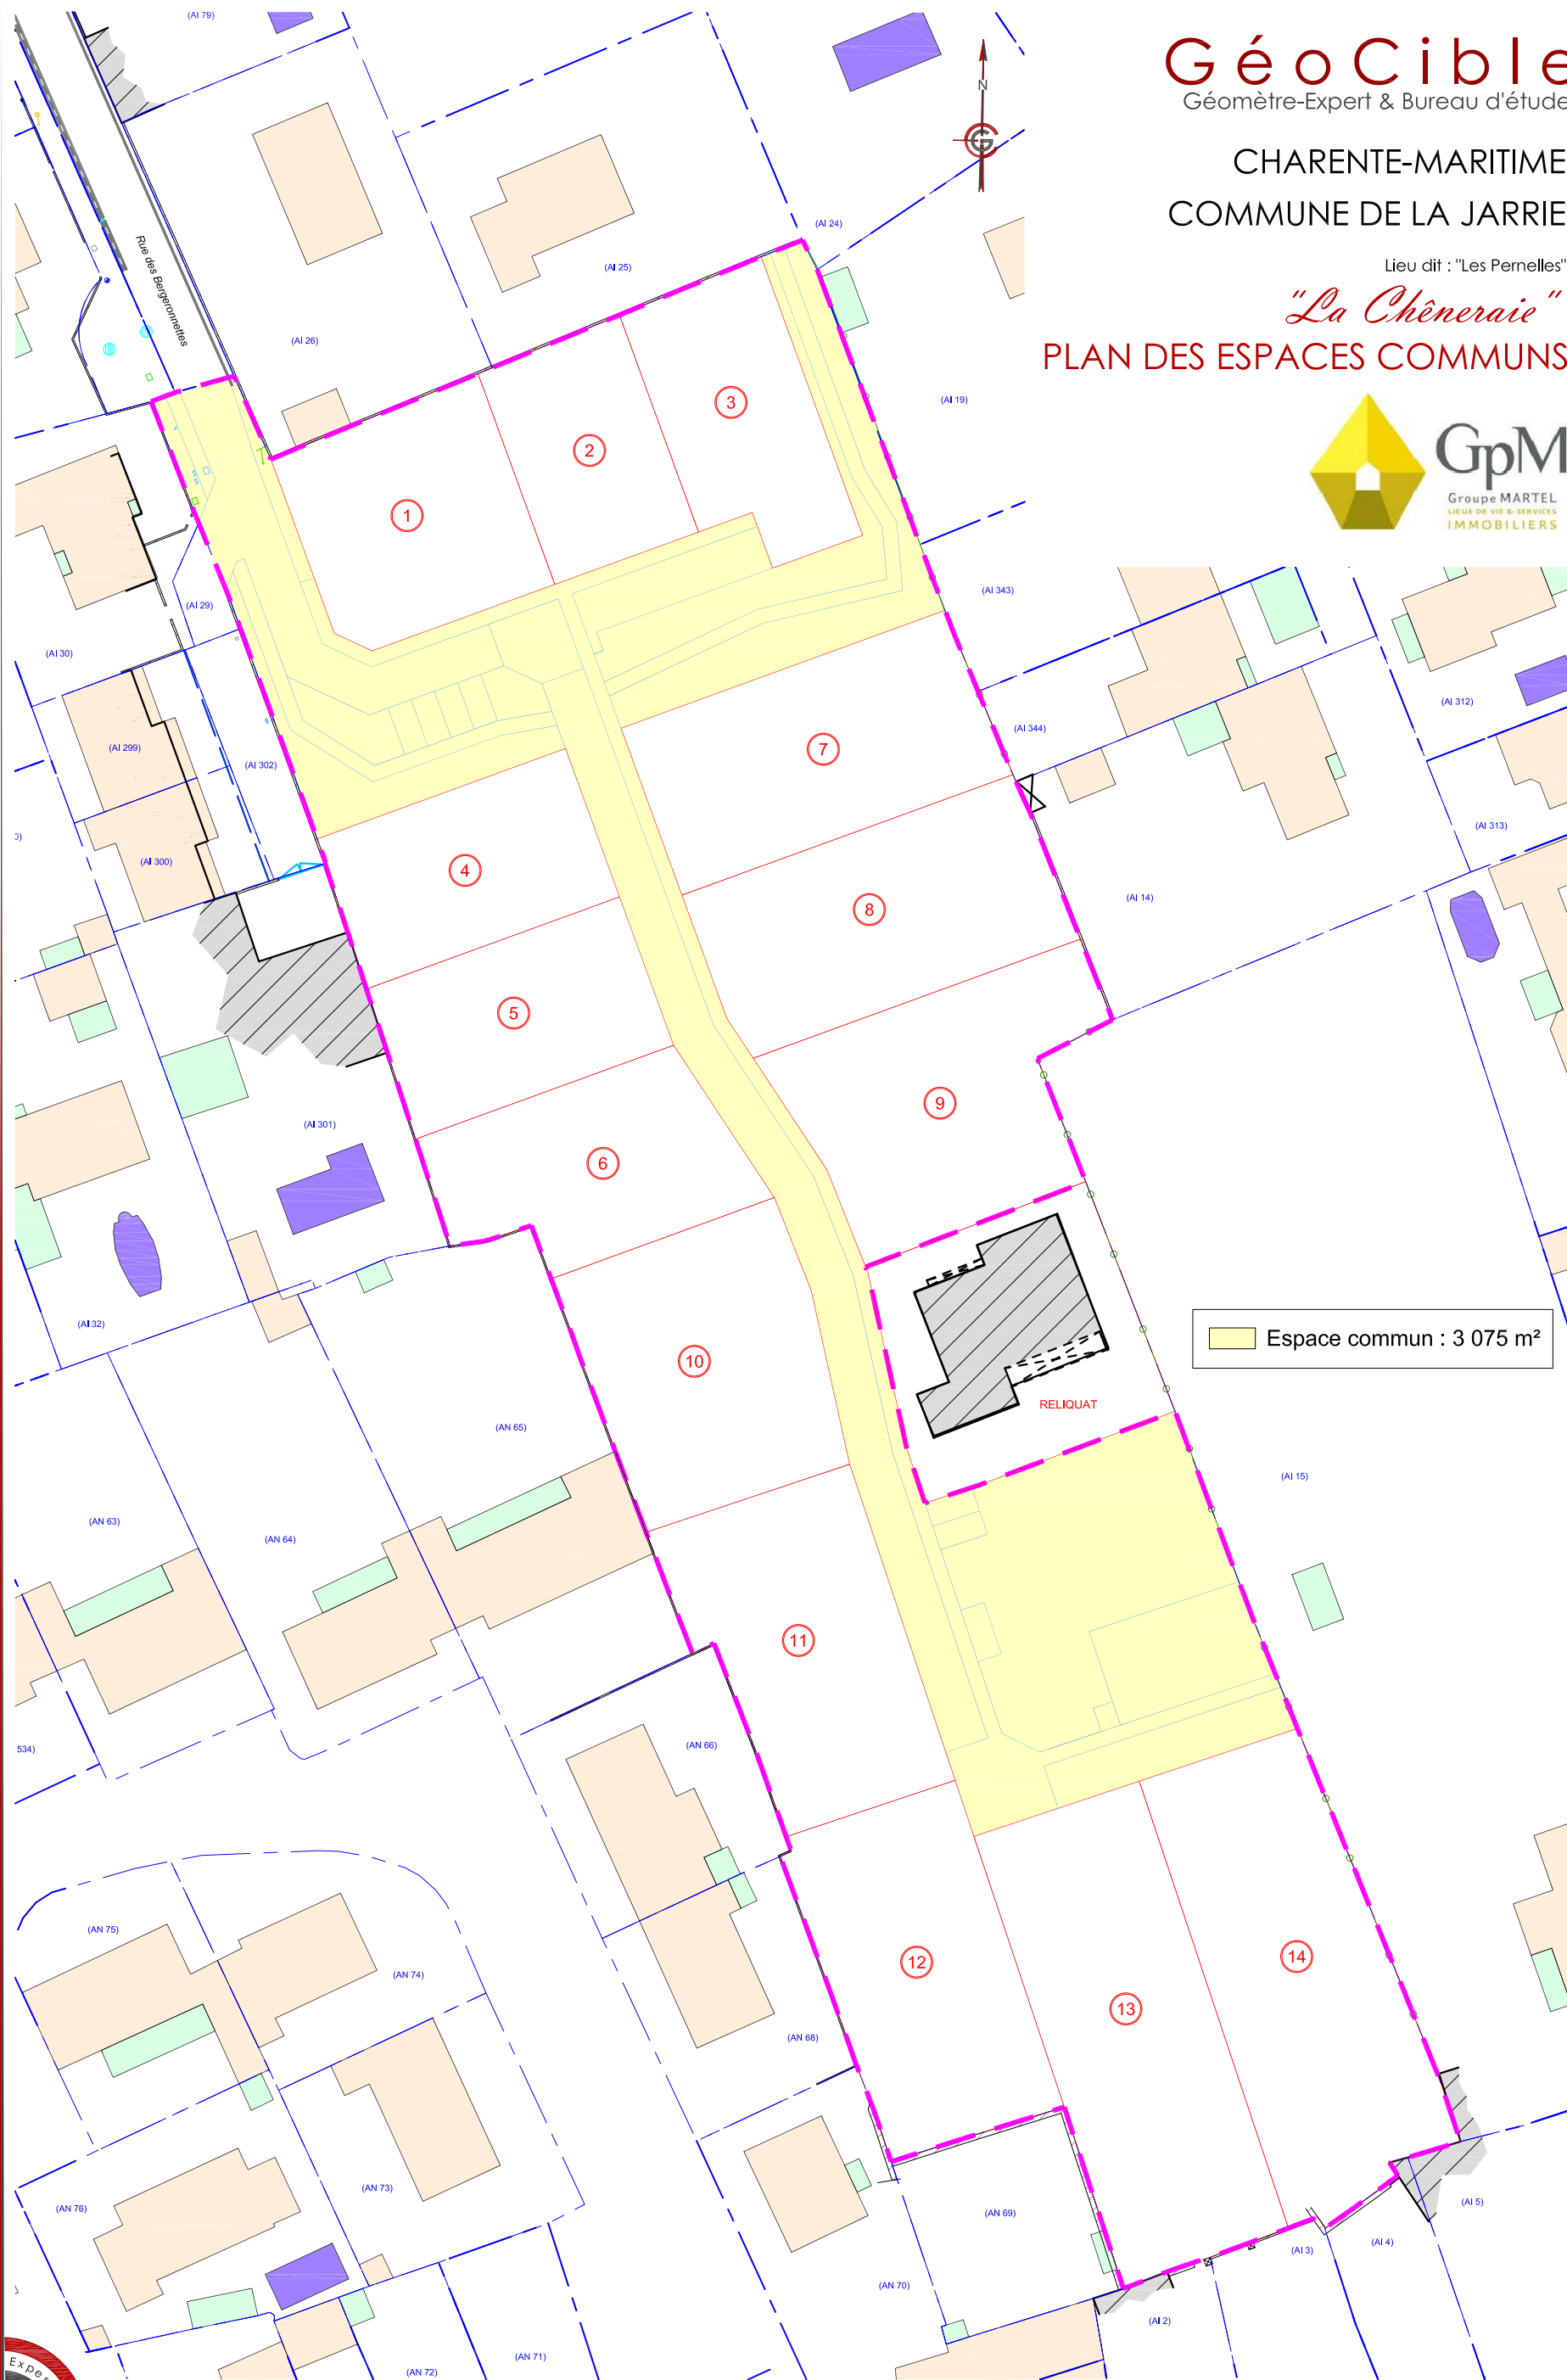 GéoCible
Géomètre-Expert & Bureau d'étude
CHARENTE-MARITIME
COMMUNE DE LA JARRIE
Lieu dit : "Les Pernelles"
"La Chêneraie"
PLAN DES ESPACES COMMUNS
GpM
Groupe MARTEL
LIEUX DE VIE & SERVICES
IMMOBILIERS
N
G
Rue des Bergeronnettes
(AI 79)
(AI 24)
(AI 25)
(AI 26)
(AI 19)
3
2
1
(AI 343)
(AI 29)
(AI 30)
(AI 312)
(AI 344)
7
(AI 299)
(AI 302)
(AI 313)
(AI 300)
4
8
(AI 14)
5
9
(AI 301)
6
(AI 32)
Espace commun : 3 075 m²
10
RELIQUAT
(AN 65)
(AI 15)
(AN 63)
(AN 64)
11
534)
(AN 66)
(AN 75)
(AN 74)
12
14
13
(AN 68)
(AN 76)
(AN 73)
(AN 69)
(AI 5)
(AI 4)
(AI 3)
(AN 70)
(AI 2)
(AN 71)
(AN 72)
Exper